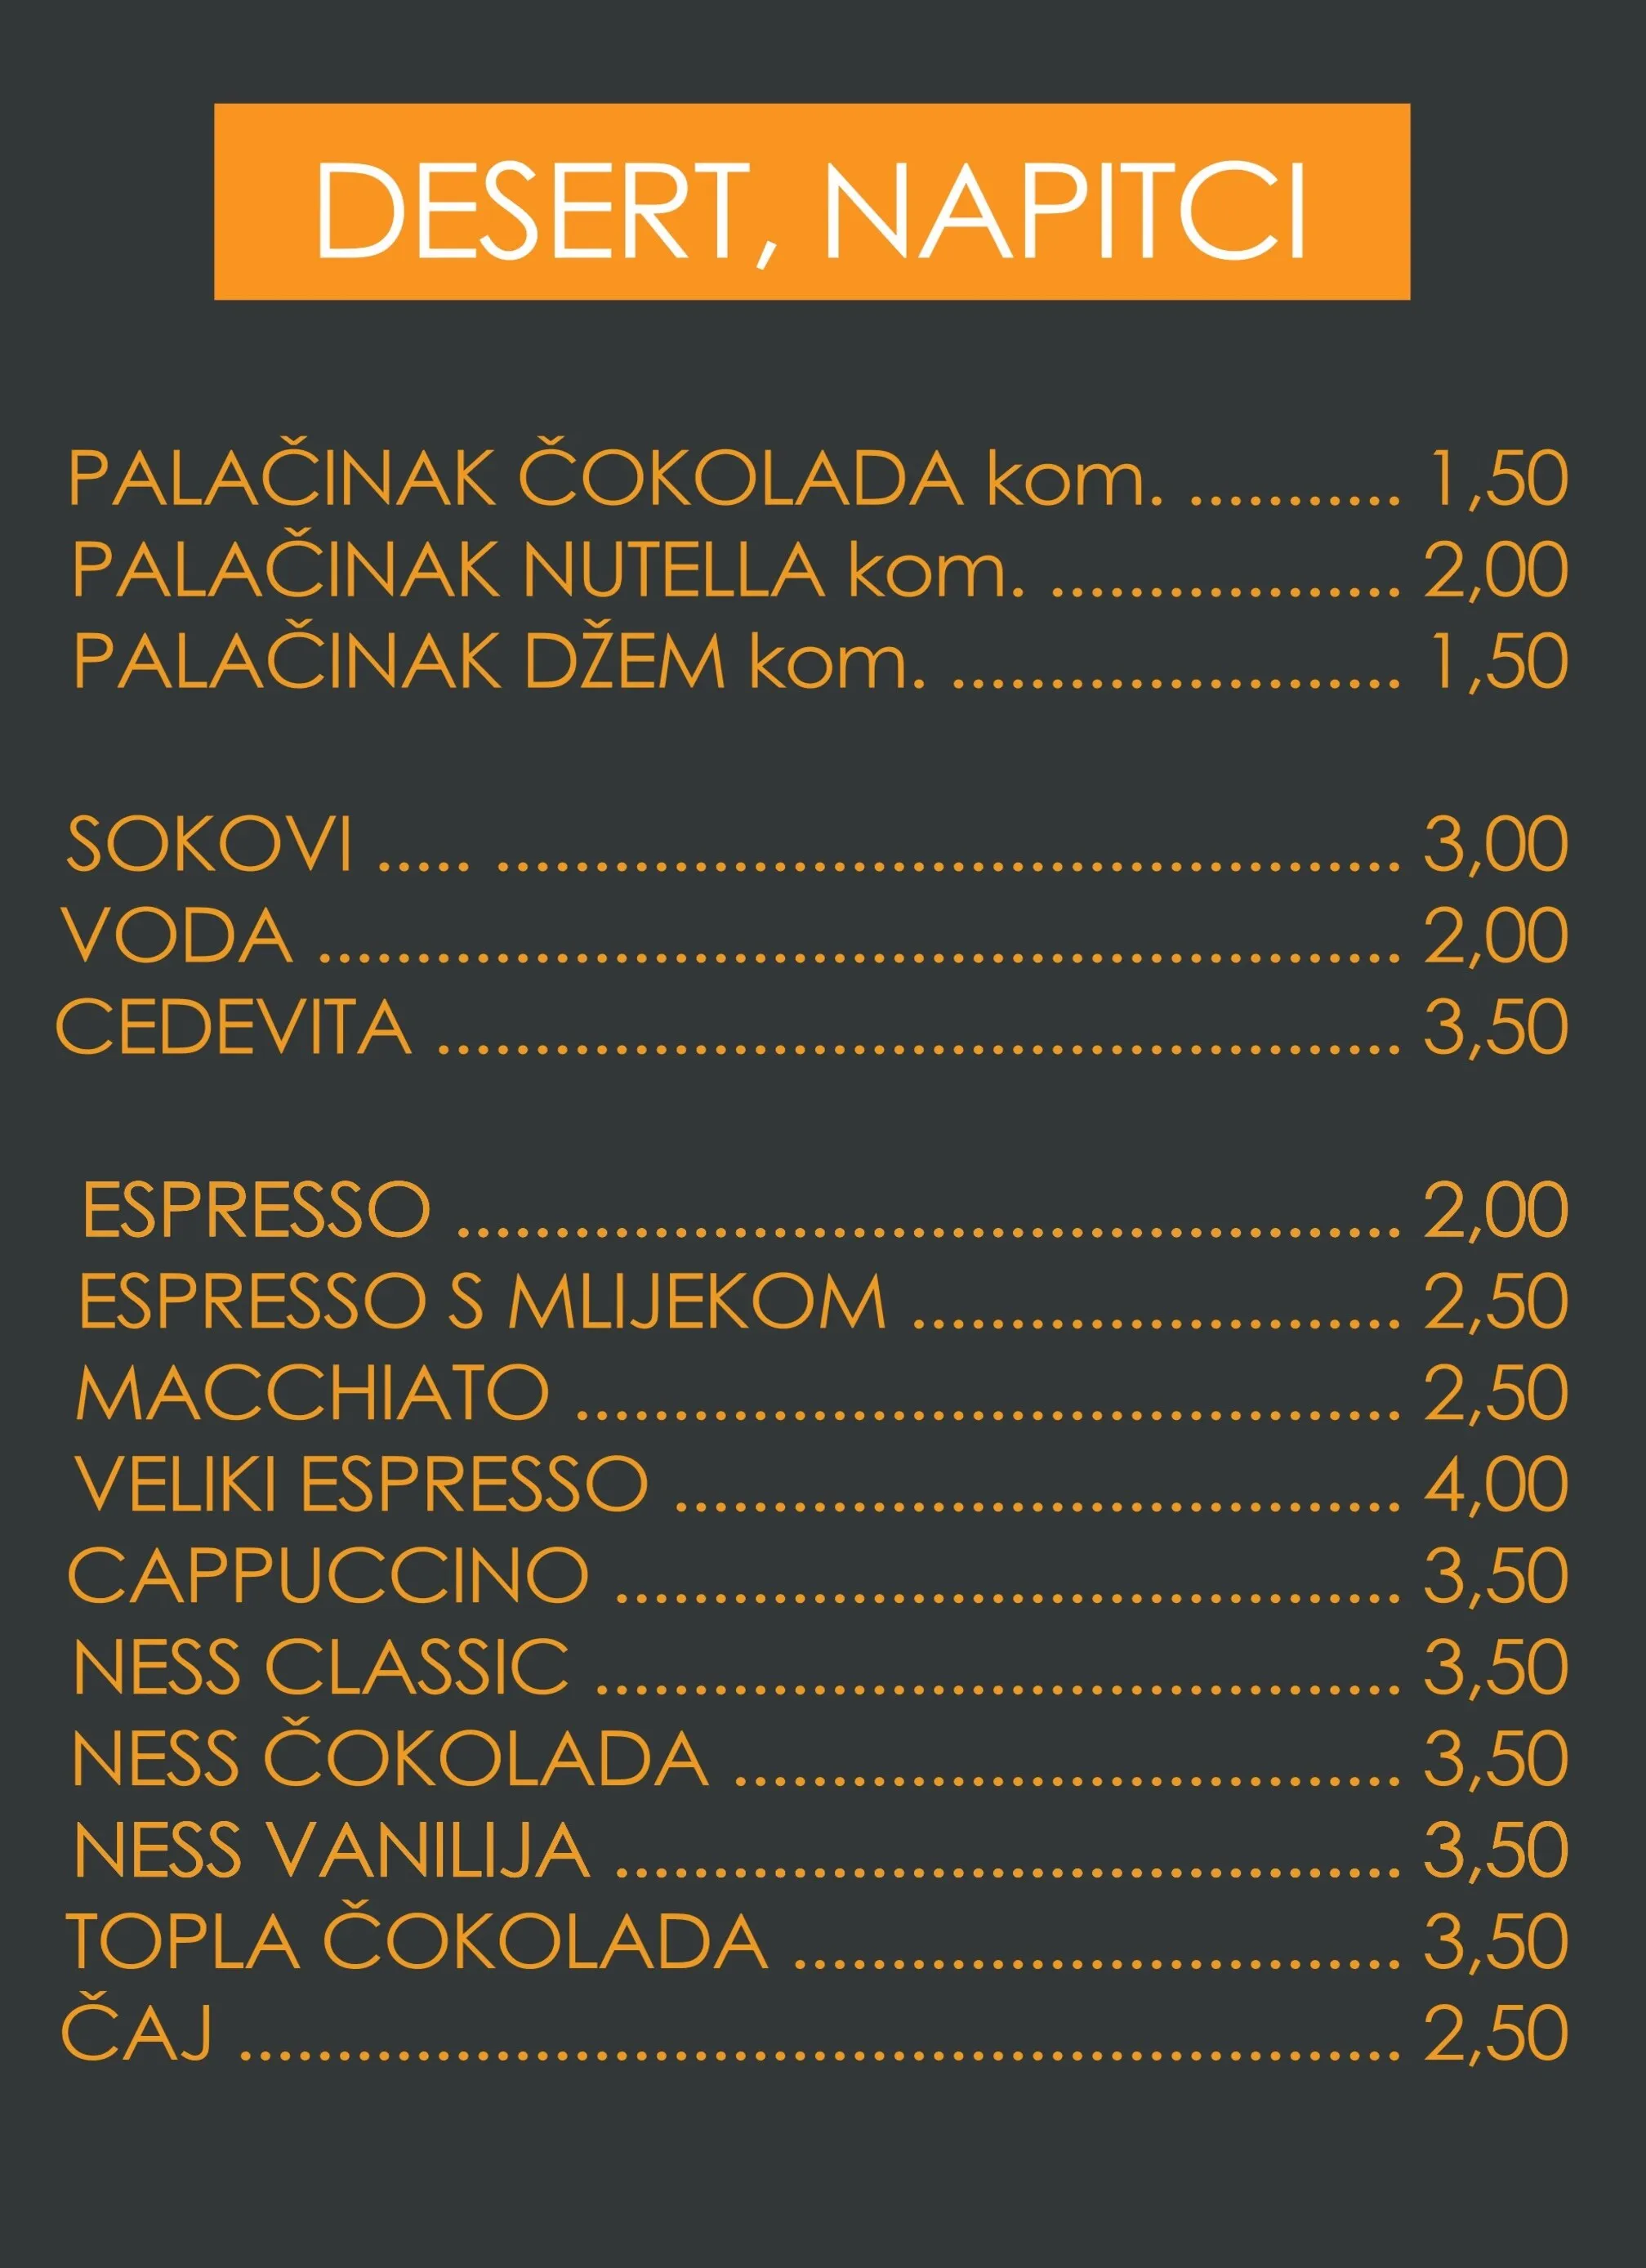 DESERT, NAPITCI
PALAČINAK ČOKOLADA kom. ........... 1,50
PALAČINAK NUTELLA kom. .................. 2,00
PALAČINAK DŽEM kom. ....................... 1,50
SOKOVI ..... .............................................. 3,00
VODA ....................................................... 2,00
CEDEVITA ................................................. 3,50
ESPRESSO ................................................ 2,00
ESPRESSO S MLIJEKOM ......................... 2,50
MACCHIATO .......................................... 2,50
VELIKI ESPRESSO ..................................... 4,00
CAPPUCCINO ........................................ 3,50
NESS CLASSIC ......................................... 3,50
NESS ČOKOLADA .................................. 3,50
NESS VANILIJA ........................................ 3,50
TOPLA ČOKOLADA ............................... 3,50
ČAJ ........................................................... 2,50